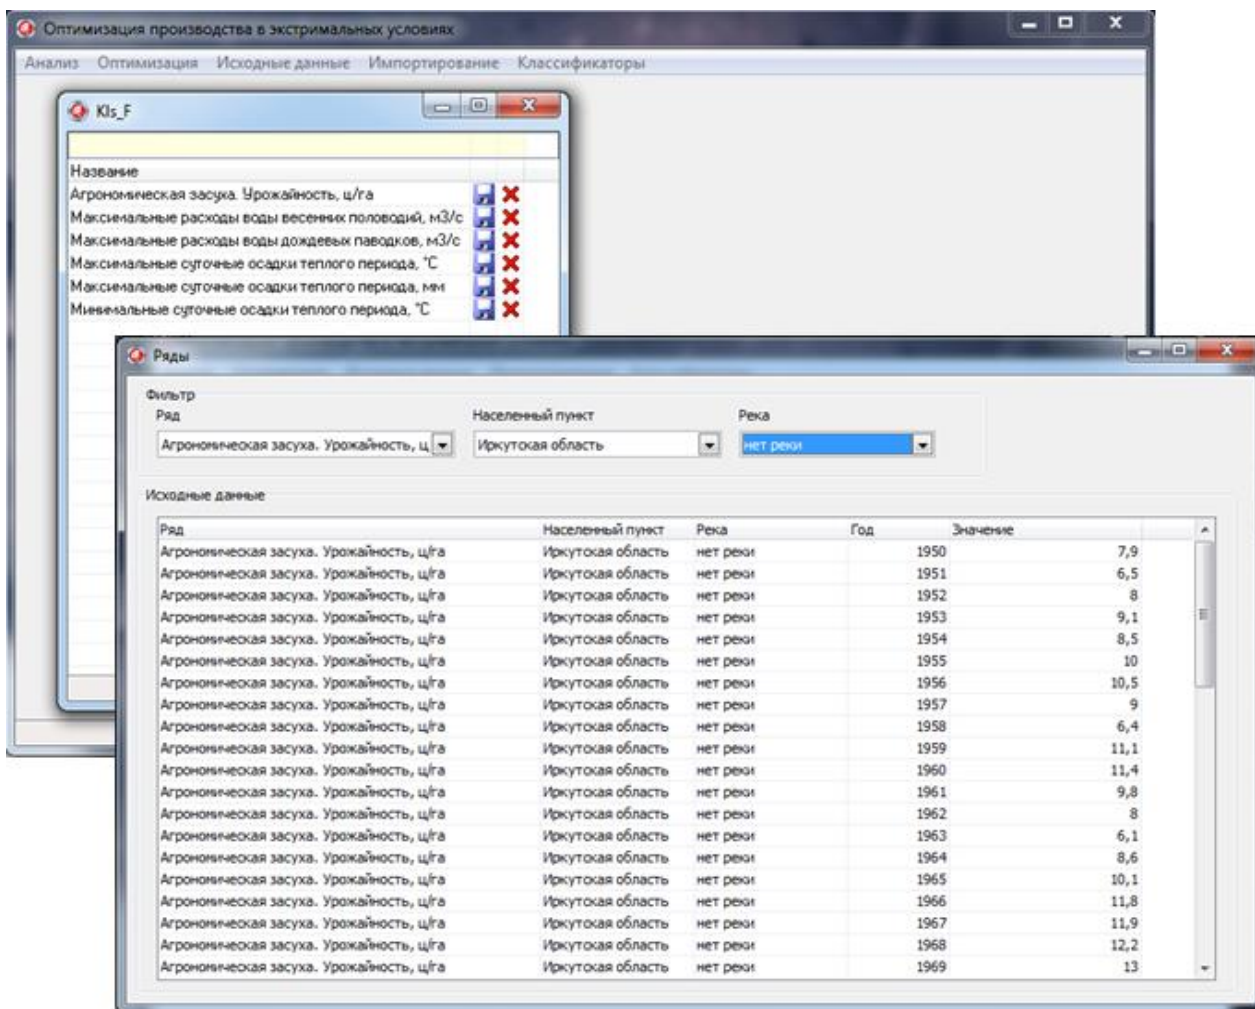 Оптимизация производства в экстримальных условиях
Анализ Оптимизация Исходные данные Импортирование Классификаторы
Kls_F
Название
Агрономическая засуха. Урожайность, ц/га
Максимальные расходы воды весенних половодий, м3/с
Максимальные расходы воды дождевых паводков, м3/с
Максимальные суточные осадки теплого периода, °С
Максимальные суточные осадки теплого периода, мм
Минимальные суточные осадки теплого периода, °С
Ряды
Фильтр
Ряд Населенный пункт Река
Агрономическая засуха. Урожайность, ц Иркутская область нет реки
Исходные данные
Ряд Населенный пункт Река Год Значение
Агрономическая засуха. Урожайность, ц/га Иркутская область нет реки 1950 7,9
Агрономическая засуха. Урожайность, ц/га Иркутская область нет реки 1951 6,5
Агрономическая засуха. Урожайность, ц/га Иркутская область нет реки 1952 8
Агрономическая засуха. Урожайность, ц/га Иркутская область нет реки 1953 9,1
Агрономическая засуха. Урожайность, ц/га Иркутская область нет реки 1954 8,5
Агрономическая засуха. Урожайность, ц/га Иркутская область нет реки 1955 10
Агрономическая засуха. Урожайность, ц/га Иркутская область нет реки 1956 10,5
Агрономическая засуха. Урожайность, ц/га Иркутская область нет реки 1957 9
Агрономическая засуха. Урожайность, ц/га Иркутская область нет реки 1958 6,4
Агрономическая засуха. Урожайность, ц/га Иркутская область нет реки 1959 11,1
Агрономическая засуха. Урожайность, ц/га Иркутская область нет реки 1960 11,4
Агрономическая засуха. Урожайность, ц/га Иркутская область нет реки 1961 9,8
Агрономическая засуха. Урожайность, ц/га Иркутская область нет реки 1962 8
Агрономическая засуха. Урожайность, ц/га Иркутская область нет реки 1963 6,1
Агрономическая засуха. Урожайность, ц/га Иркутская область нет реки 1964 8,6
Агрономическая засуха. Урожайность, ц/га Иркутская область нет реки 1965 10,1
Агрономическая засуха. Урожайность, ц/га Иркутская область нет реки 1966 11,8
Агрономическая засуха. Урожайность, ц/га Иркутская область нет реки 1967 11,9
Агрономическая засуха. Урожайность, ц/га Иркутская область нет реки 1968 12,2
Агрономическая засуха. Урожайность, ц/га Иркутская область нет реки 1969 13